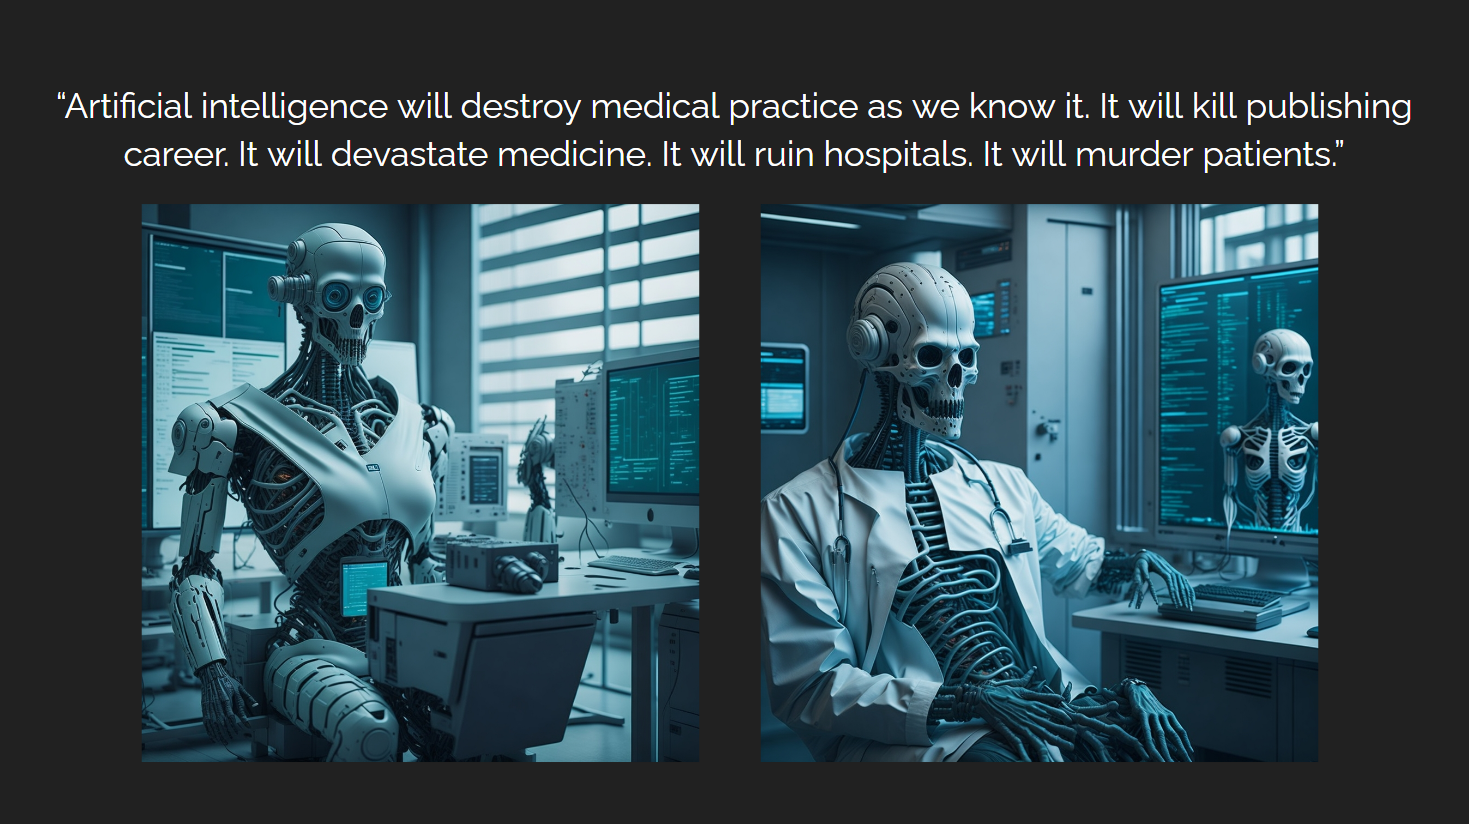 “Artificial intelligence will destroy medical practice as we know it. It will kill publishing
career. It will devastate medicine. It will ruin hospitals. It will murder patients.”